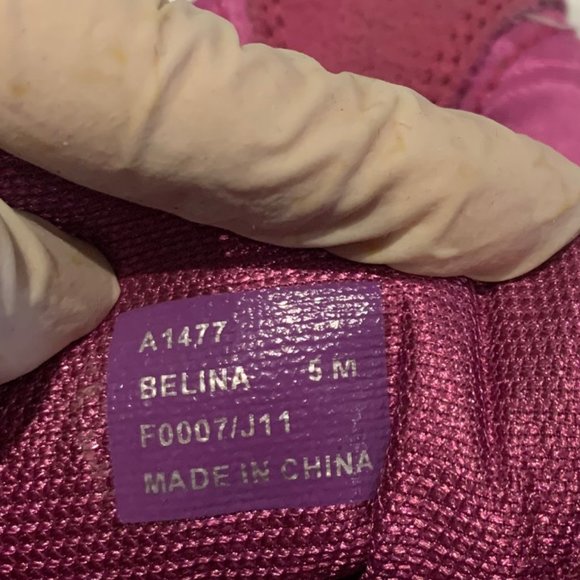 A1477
BELINA 5 M
F0007/J11
MADE IN CHINA